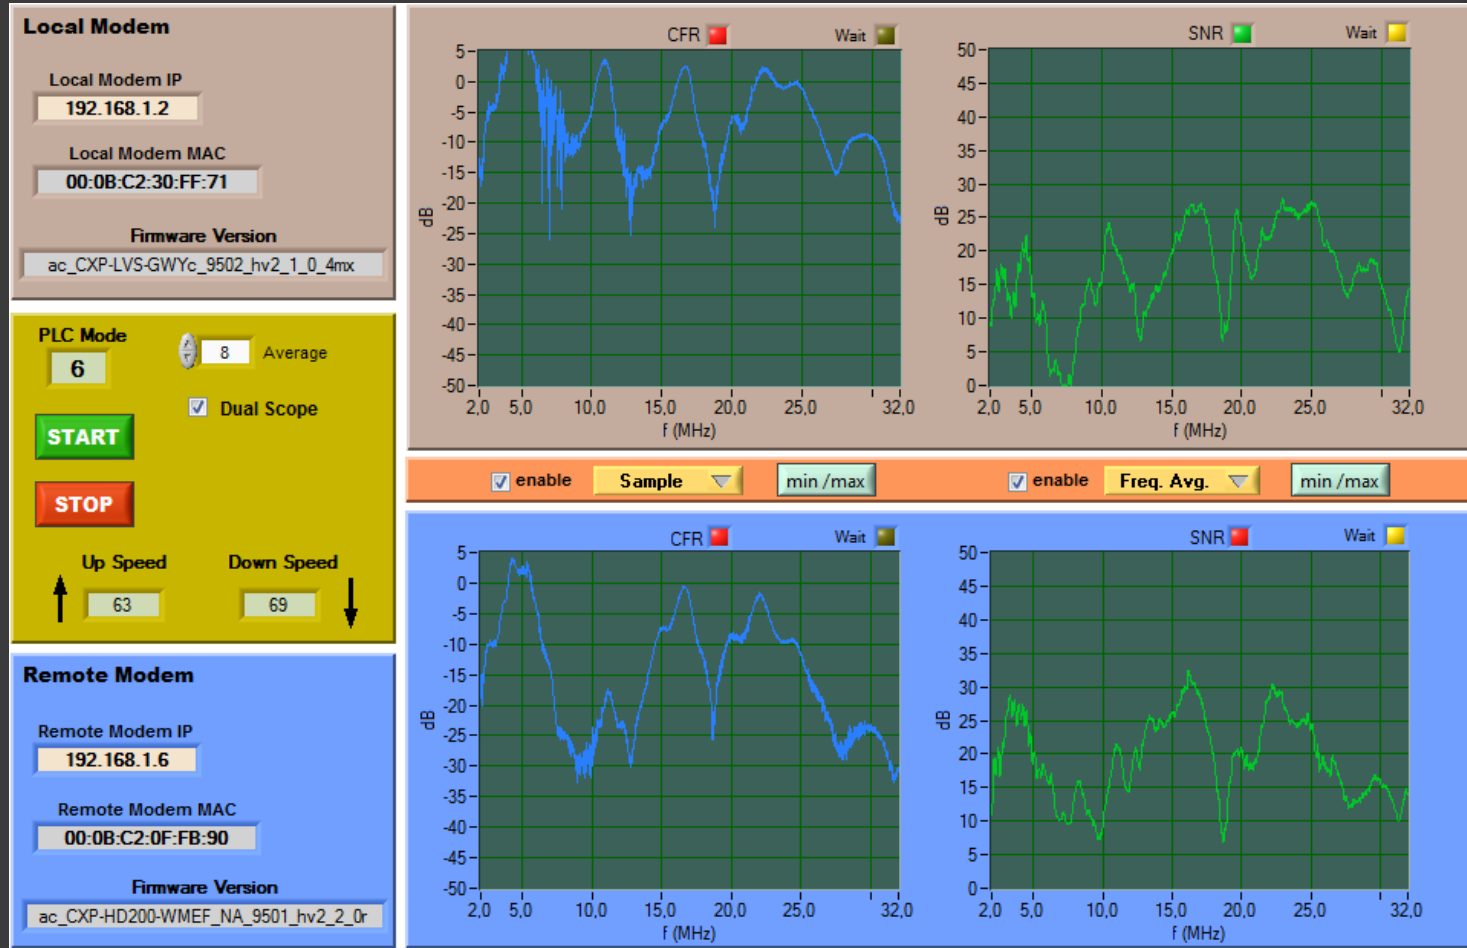 Local Modem
Local Modem IP
192.168.1.2
Local Modem MAC
00:0B:C2:30:FF:71
Firmware Version
ac_CXP-LVS-GWYc_9502_hv2_1_0_4mx
PLC Mode
6
8 Average
Dual Scope
START
STOP
Up Speed Down Speed
63 69
Remote Modem
Remote Modem IP
192.168.1.6
Remote Modem MAC
00:0B:C2:0F:FB:90
Firmware Version
ac_CXP-HD200-WMEF_NA_9501_hv2_2_0r
CFR Wait
5
0
-5
-10
-15
-20
-25
-30
-35
-40
-45
-50
dB
2,0 5,0 10,0 15,0 20,0 25,0 32,0
f (MHz)
SNR Wait
50
45
40
35
30
25
20
15
10
5
0
dB
2,0 5,0 10,0 15,0 20,0 25,0 32,0
f (MHz)
enable Sample min /max enable Freq. Avg. min /max
CFR Wait
5
0
-5
-10
-15
-20
-25
-30
-35
-40
-45
-50
dB
2,0 5,0 10,0 15,0 20,0 25,0 32,0
f (MHz)
SNR Wait
50
45
40
35
30
25
20
15
10
5
0
dB
2,0 5,0 10,0 15,0 20,0 25,0 32,0
f (MHz)